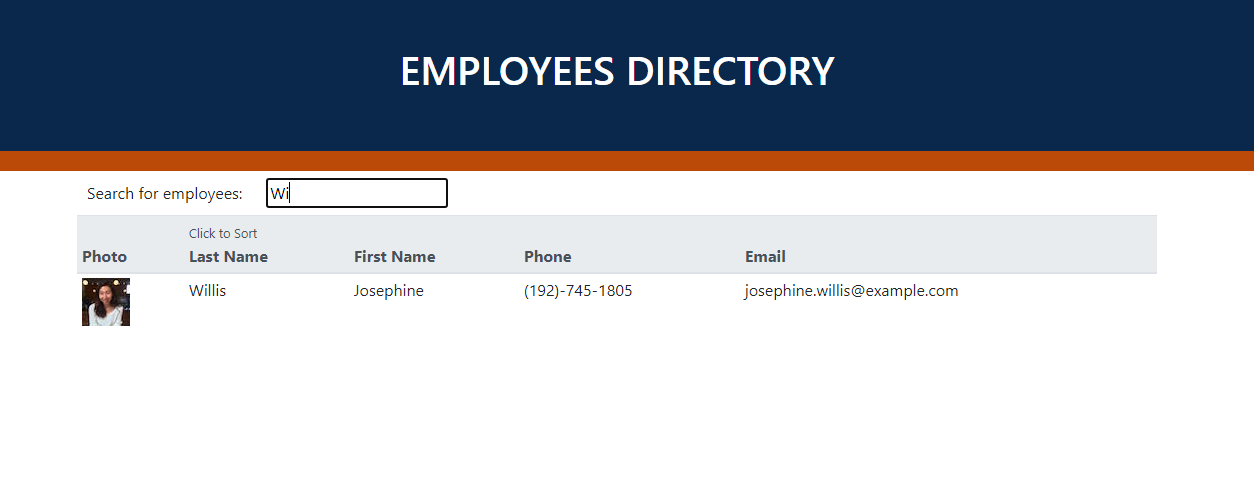 EMPLOYEES DIRECTORY
Search for employees: Wi
Click to Sort
Photo Last Name First Name Phone Email
Willis Josephine (192)-745-1805 josephine.willis@example.com